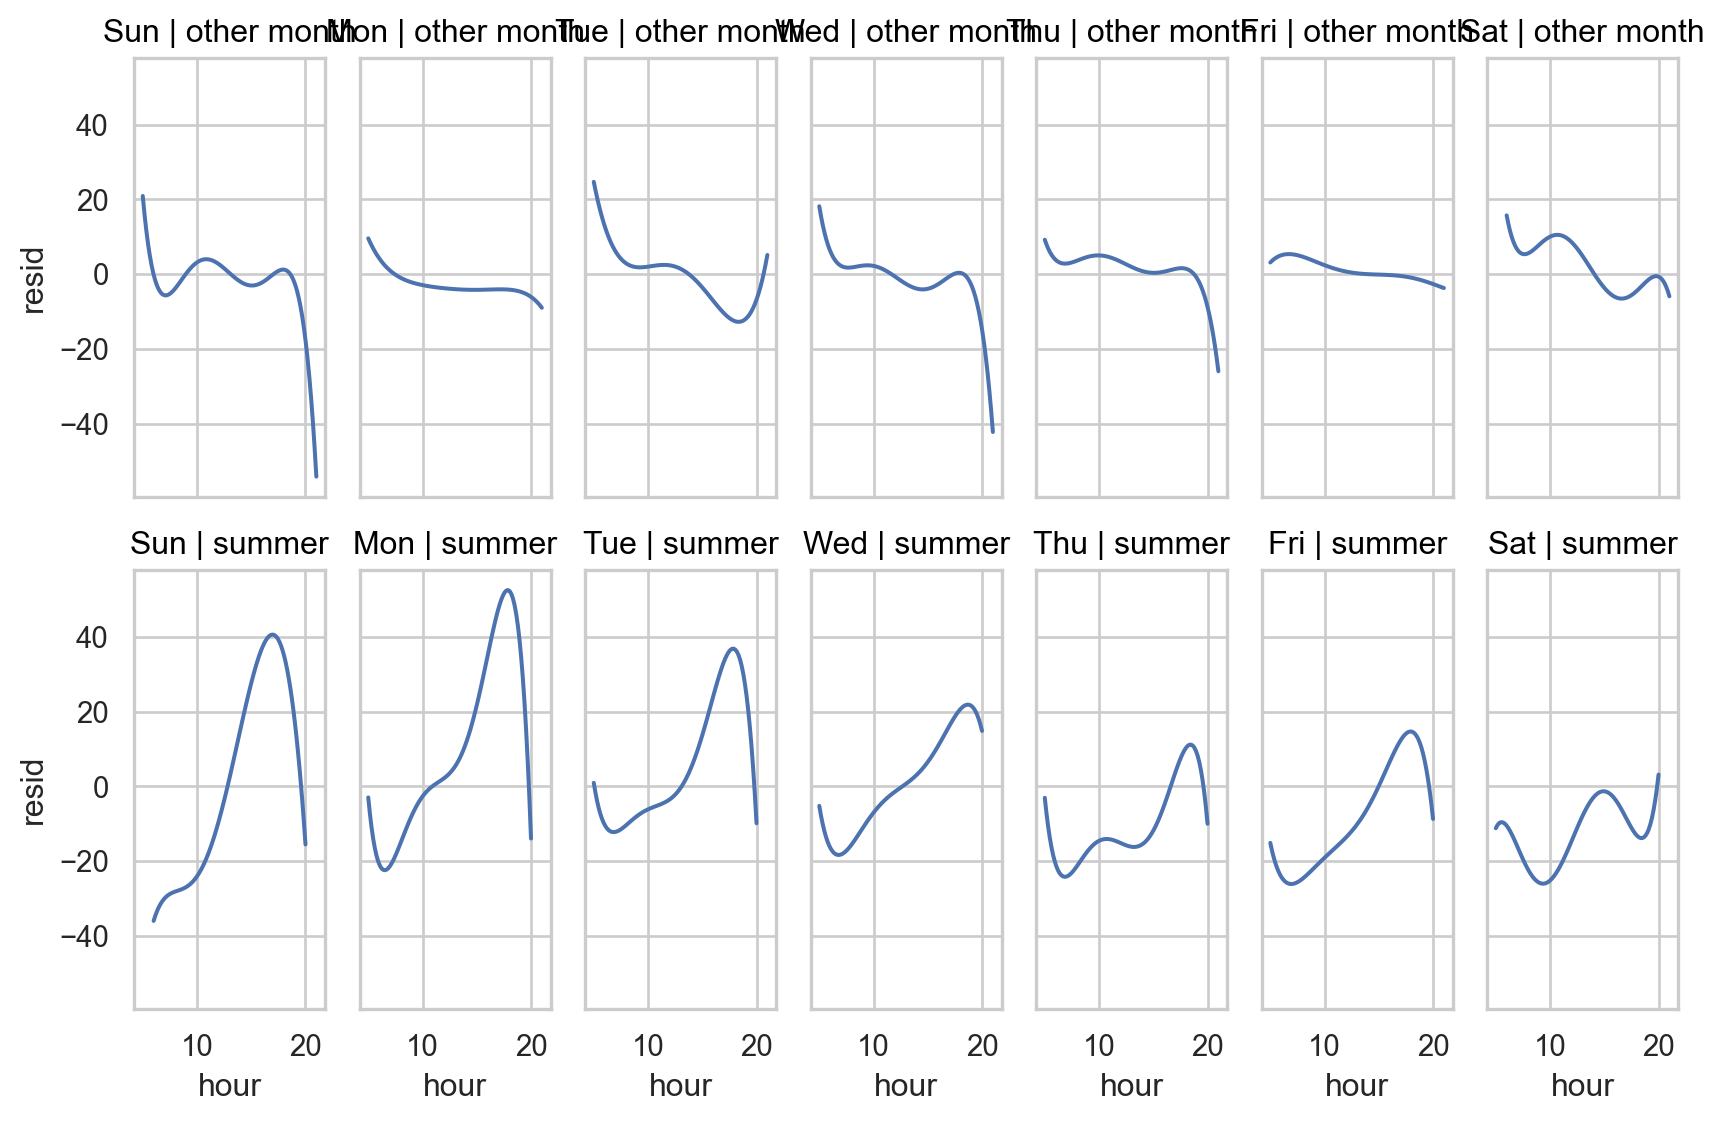 Sun | other month Mon | other month Tue | other month Wed | other month Thu | other month Fri | other month Sat | other month
40
20
0
−20
−40
resid
Sun | summer Mon | summer Tue | summer Wed | summer Thu | summer Fri | summer Sat | summer
40
20
0
−20
−40
resid
10 20 10 20 10 20 10 20 10 20 10 20 10 20
hour hour hour hour hour hour hour